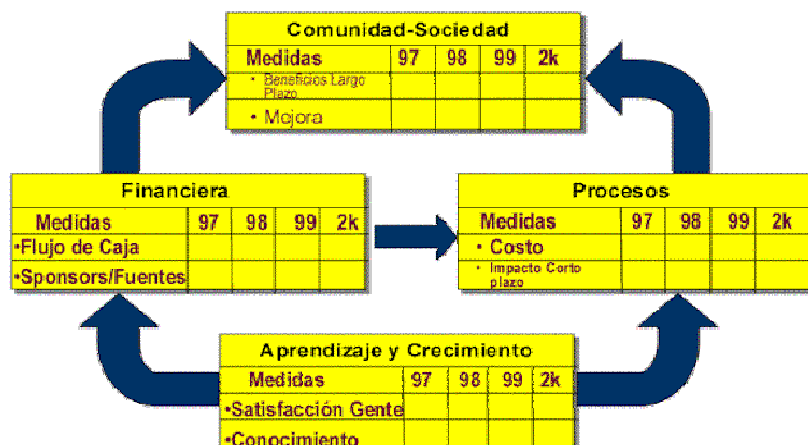 Comunidad-Sociedad
Medidas 97 98 99 2k
• Beneficios Largo
Plazo
• Mojora
Financiera
Medidas 97 98 99 2k
•Flujo de Caja
•Sponsors/Fuentes
Procesos
Medidas 97 98 99 2k
• Costo
• Impacto Corto
plazo
Aprendizaje y Crecimiento
Medidas 97 98 99 2k
•Satisfacción Gente
•Conocimiento